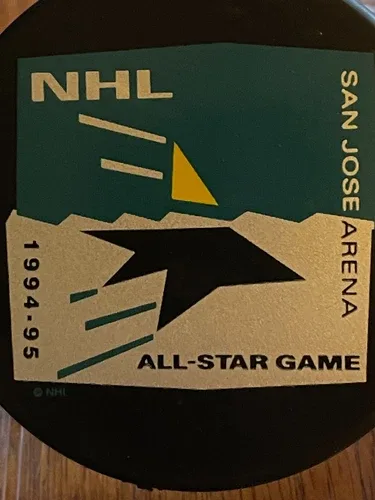 NHL
SAN JOSE ARENA
1994-95
ALL-STAR GAME
© NHL